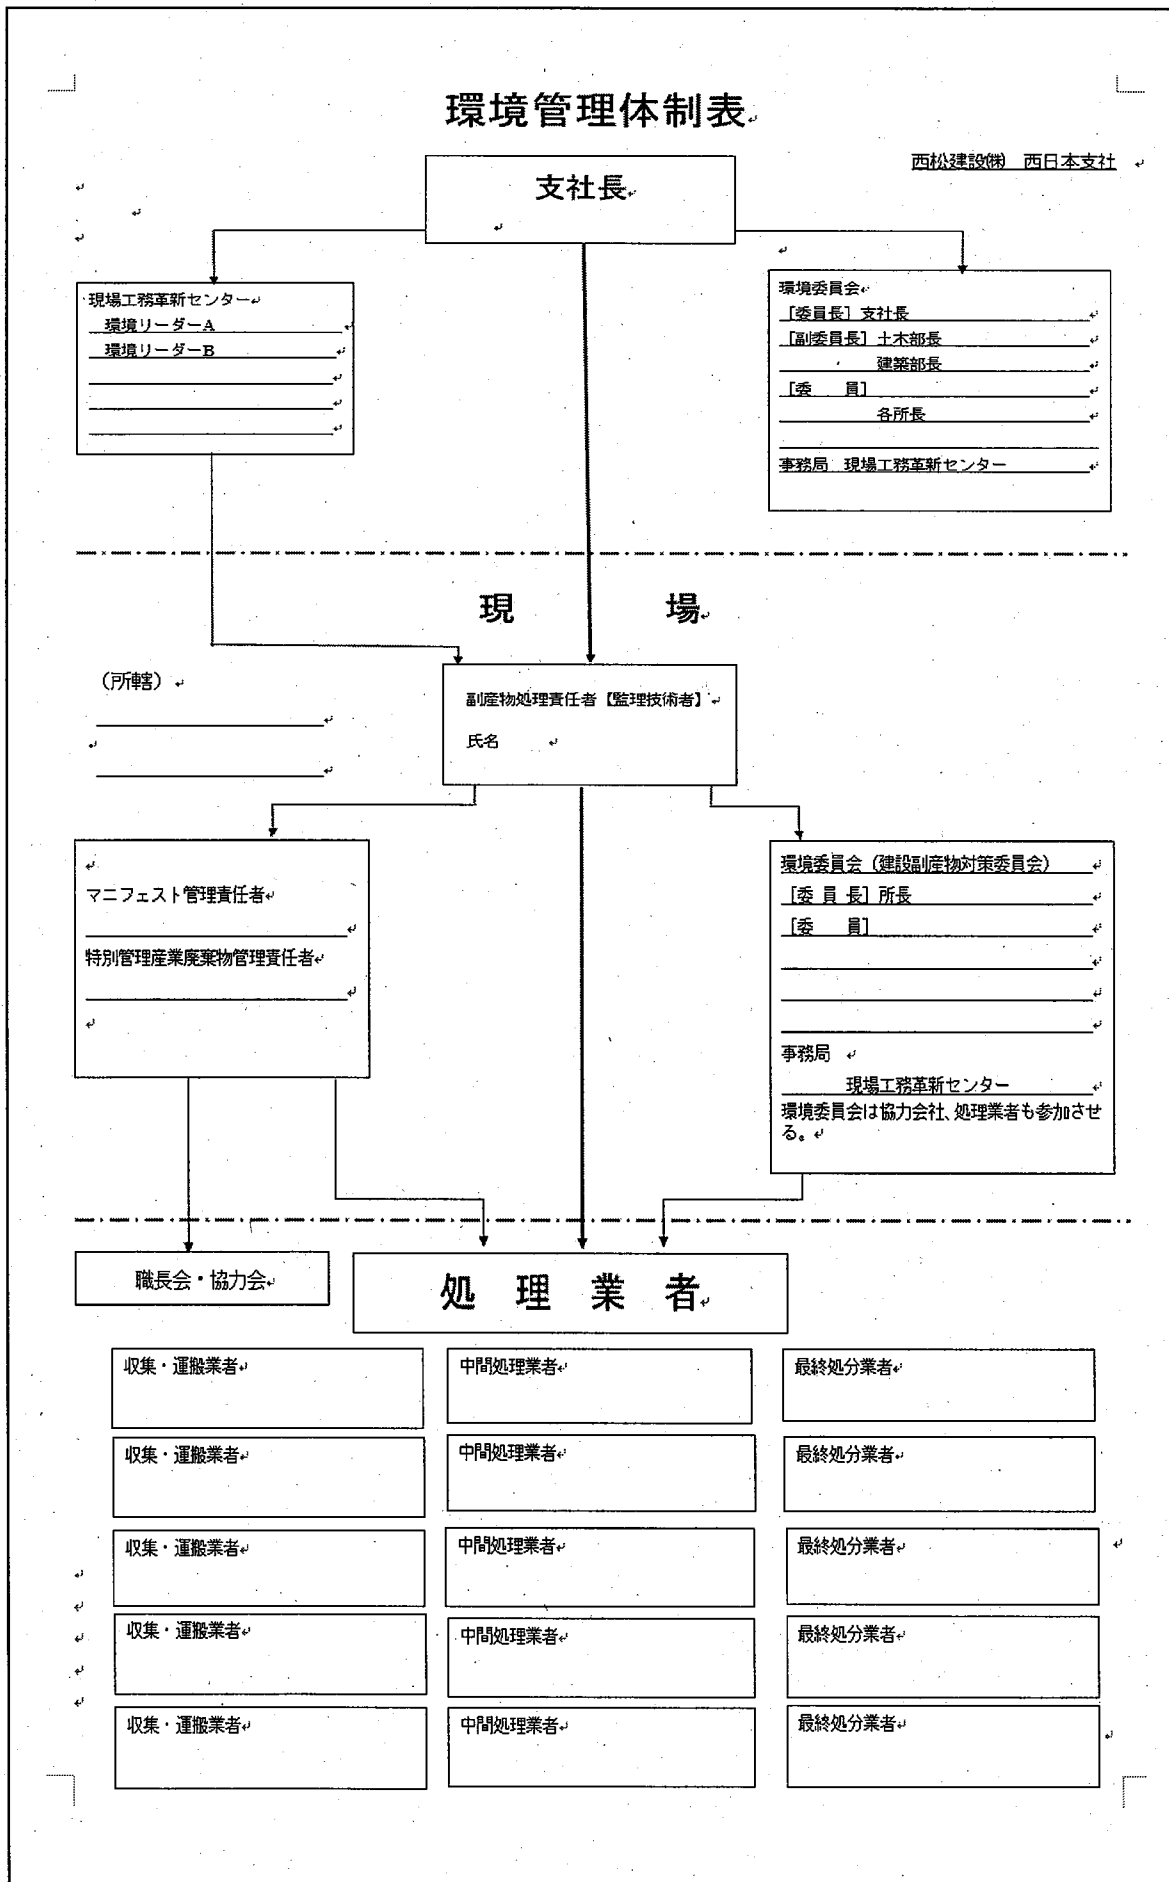 環境管理体制表
西松建設㈱　西日本支社
支社長
現場工務革新センター
環境リーダーA
環境リーダーB
環境委員会
［委員長］支社長
［副委員長］土木部長
建築部長
［委　　員］
各所長
事務局　現場工務革新センター
現　　　場
（所轄）
副産物処理責任者【監理技術者】
氏名
マニフェスト管理責任者
特別管理産業廃棄物管理責任者
環境委員会（建設副産物対策委員会）
［委 員 長］所長
［委　　員］
事務局
現場工務革新センター
環境委員会は協力会社、処理業者も参加させ
る。
職長会・協力会
処　理　業　者
収集・運搬業者　中間処理業者　最終処分業者
収集・運搬業者　中間処理業者　最終処分業者
収集・運搬業者　中間処理業者　最終処分業者
収集・運搬業者　中間処理業者　最終処分業者
収集・運搬業者　中間処理業者　最終処分業者